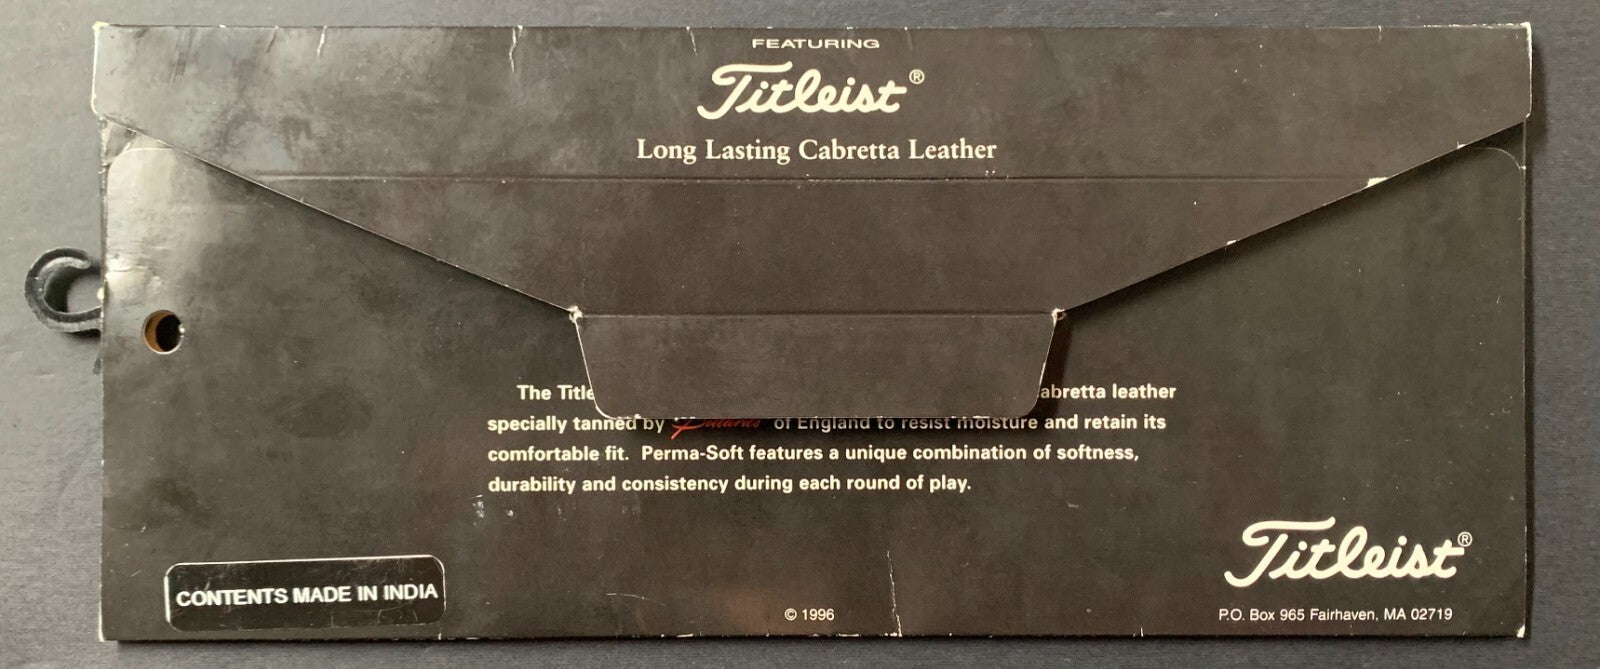 FEATURING
Titleist®
Long Lasting Cabretta Leather
The Title abretta leather
specially tanned by of England to resist moisture and retain its
comfortable fit. Perma-Soft features a unique combination of softness,
durability and consistency during each round of play.
Titleist®
CONTENTS MADE IN INDIA
© 1996
P.O. Box 965 Fairhaven, MA 02719